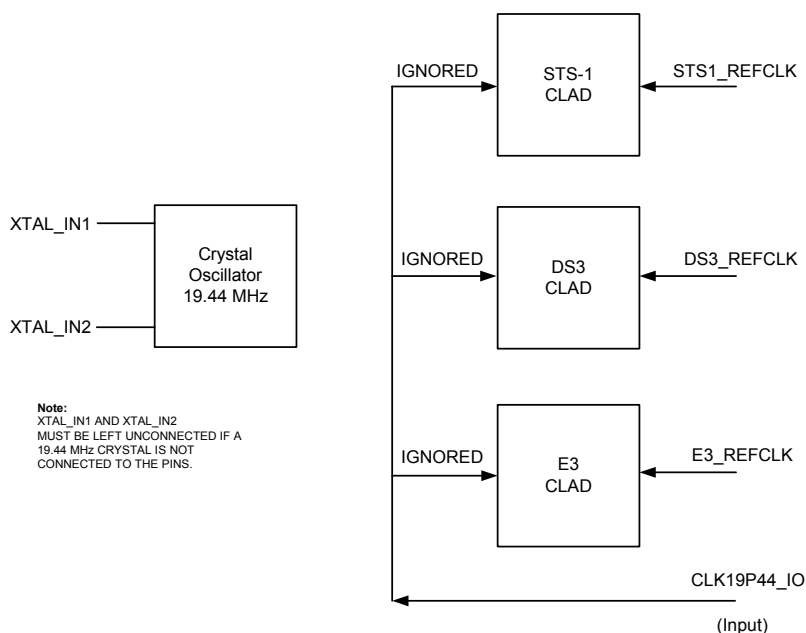 IGNORED
STS-1
CLAD
STS1_REFCLK
XTAL_IN1
XTAL_IN2
Crystal
Oscillator
19.44 MHz
IGNORED
DS3
CLAD
DS3_REFCLK
Note:
XTAL_IN1 AND XTAL_IN2
MUST BE LEFT UNCONNECTED IF A
19.44 MHz CRYSTAL IS NOT
CONNECTED TO THE PINS.
IGNORED
E3
CLAD
E3_REFCLK
CLK19P44_IO
(Input)